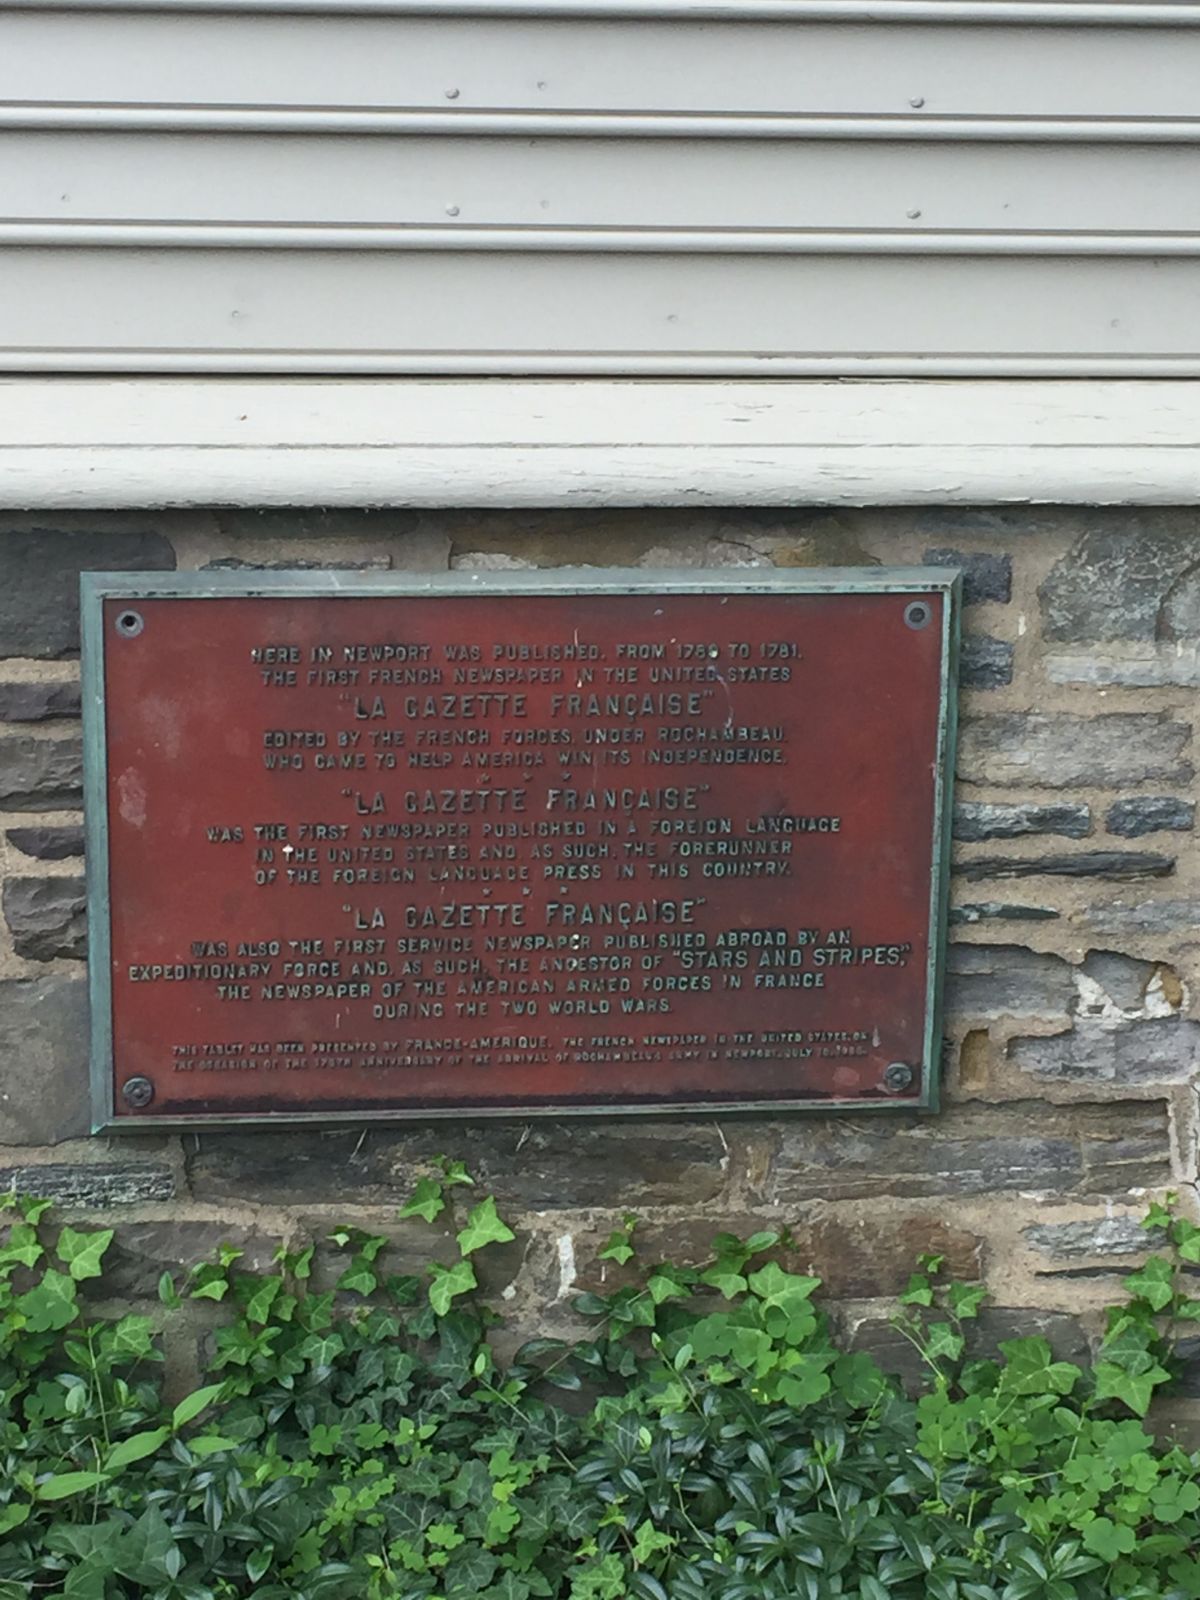 HERE IN NEWPORT WAS PUBLISHED, FROM 1780 TO 1781,
THE FIRST FRENCH NEWSPAPER IN THE UNITED STATES
"LA GAZETTE FRANÇAISE"
EDITED BY THE FRENCH FORCES UNDER ROCHAMBEAU,
WHO CAME TO HELP AMERICA WIN ITS INDEPENDENCE.
* * *
"LA GAZETTE FRANÇAISE"
WAS THE FIRST NEWSPAPER PUBLISHED IN A FOREIGN LANGUAGE
IN THE UNITED STATES AND, AS SUCH, THE FORERUNNER
OF THE FOREIGN LANGUAGE PRESS IN THIS COUNTRY.
* * *
"LA GAZETTE FRANÇAISE"
WAS ALSO THE FIRST SERVICE NEWSPAPER PUBLISHED ABROAD BY AN
EXPEDITIONARY FORCE AND, AS SUCH, THE ANCESTOR OF "STARS AND STRIPES,"
THE NEWSPAPER OF THE AMERICAN ARMED FORCES IN FRANCE
DURING THE TWO WORLD WARS.
THIS TABLET HAS BEEN PRESENTED BY FRANCE-AMERIQUE, THE FRENCH NEWSPAPER IN THE UNITED STATES, ON
THE OCCASION OF THE 175TH ANNIVERSARY OF THE ARRIVAL OF ROCHAMBEAU'S ARMY IN NEWPORT, JULY